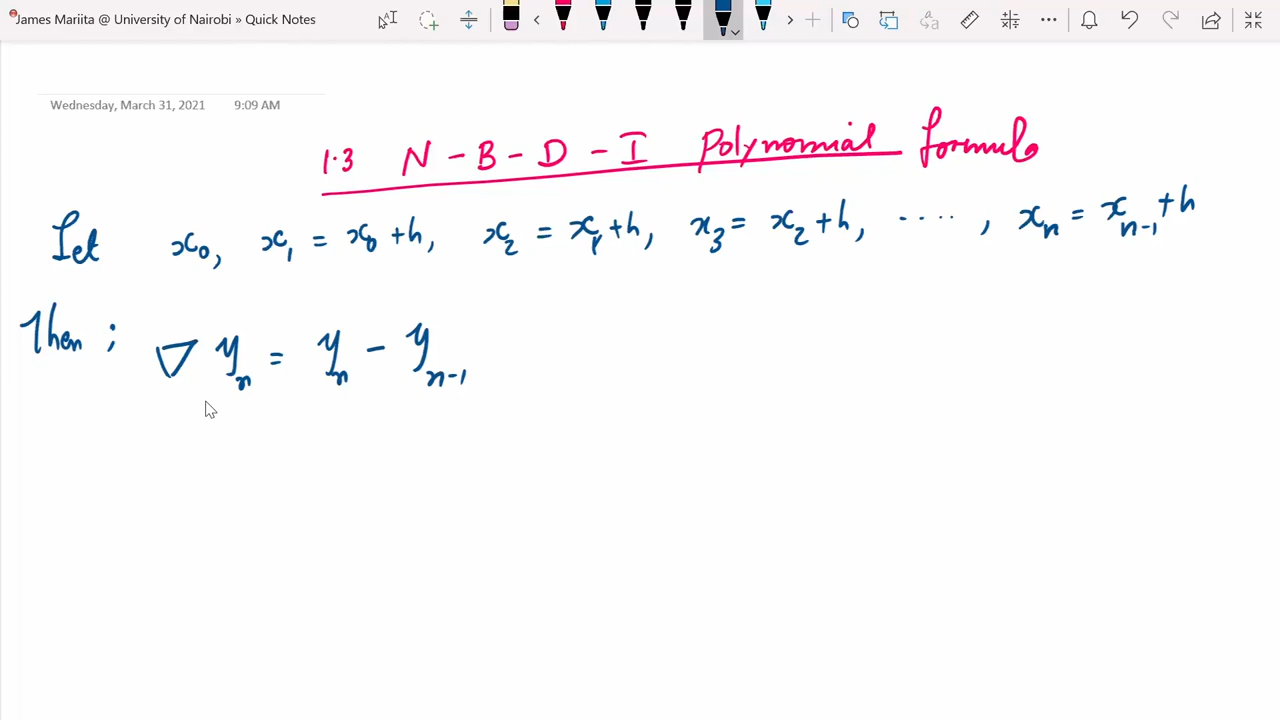 James Mariita @ University of Nairobi » Quick Notes
Wednesday, March 31, 2021 9:09 AM
1.3 N - B - D - I Polynomial formula
Let x₀, x₁ = x₀ + h, x₂ = x₁ + h, x₃ = x₂ + h, ....., xₙ = xₙ₋₁ + h
Then ; ∇ yₙ = yₙ - yₙ₋₁